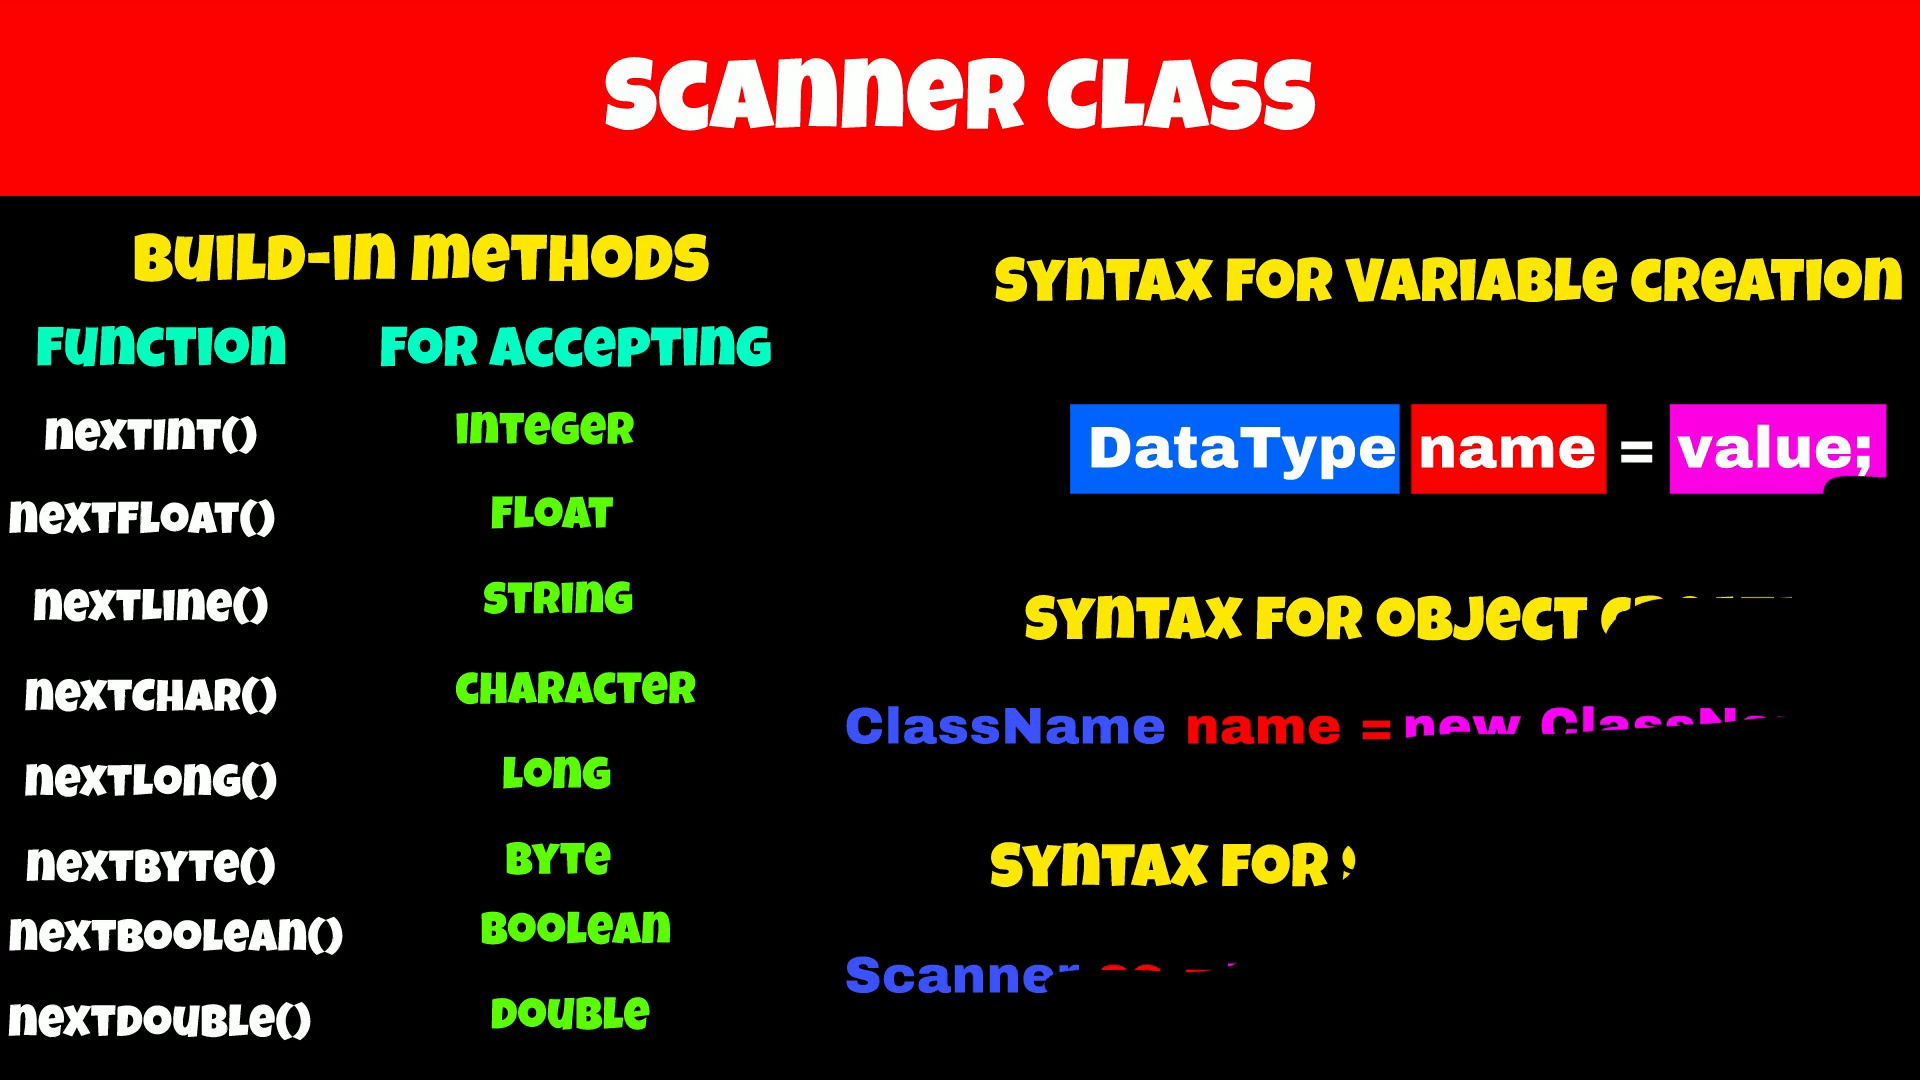 SCANNER CLASS
BUILD-IN METHODS
FUNCTION FOR ACCEPTING
nextInt() INTEGER
nextFloat() FLOAT
nextLine() STRING
nextChar() CHARACTER
nextLong() LONG
nextByte() BYTE
nextBoolean() BOOLEAN
nextDouble() DOUBLE
SYNTAX FOR VARIABLE CREATION
DataType name = value;
SYNTAX FOR OBJECT
ClassName name = new
SYNTAX FOR
Scanner